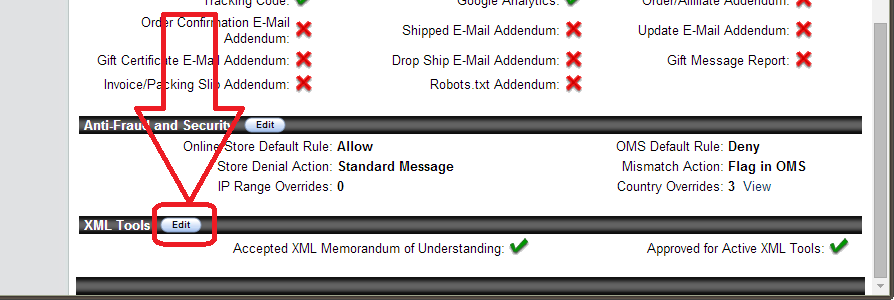 Tracking Code: Google Analytics: Order/Affiliate Addendum:
Order Confirmation E-Mail Addendum: Shipped E-Mail Addendum: Update E-Mail Addendum:
Gift Certificate E-Mail Addendum: Drop Ship E-Mail Addendum: Gift Message Report:
Invoice/Packing Slip Addendum: Robots.txt Addendum:
Anti-Fraud and Security Edit
Online Store Default Rule: Allow OMS Default Rule: Deny
Store Denial Action: Standard Message Mismatch Action: Flag in OMS
IP Range Overrides: 0 Country Overrides: 3 View
XML Tools Edit
Accepted XML Memorandum of Understanding: Approved for Active XML Tools: